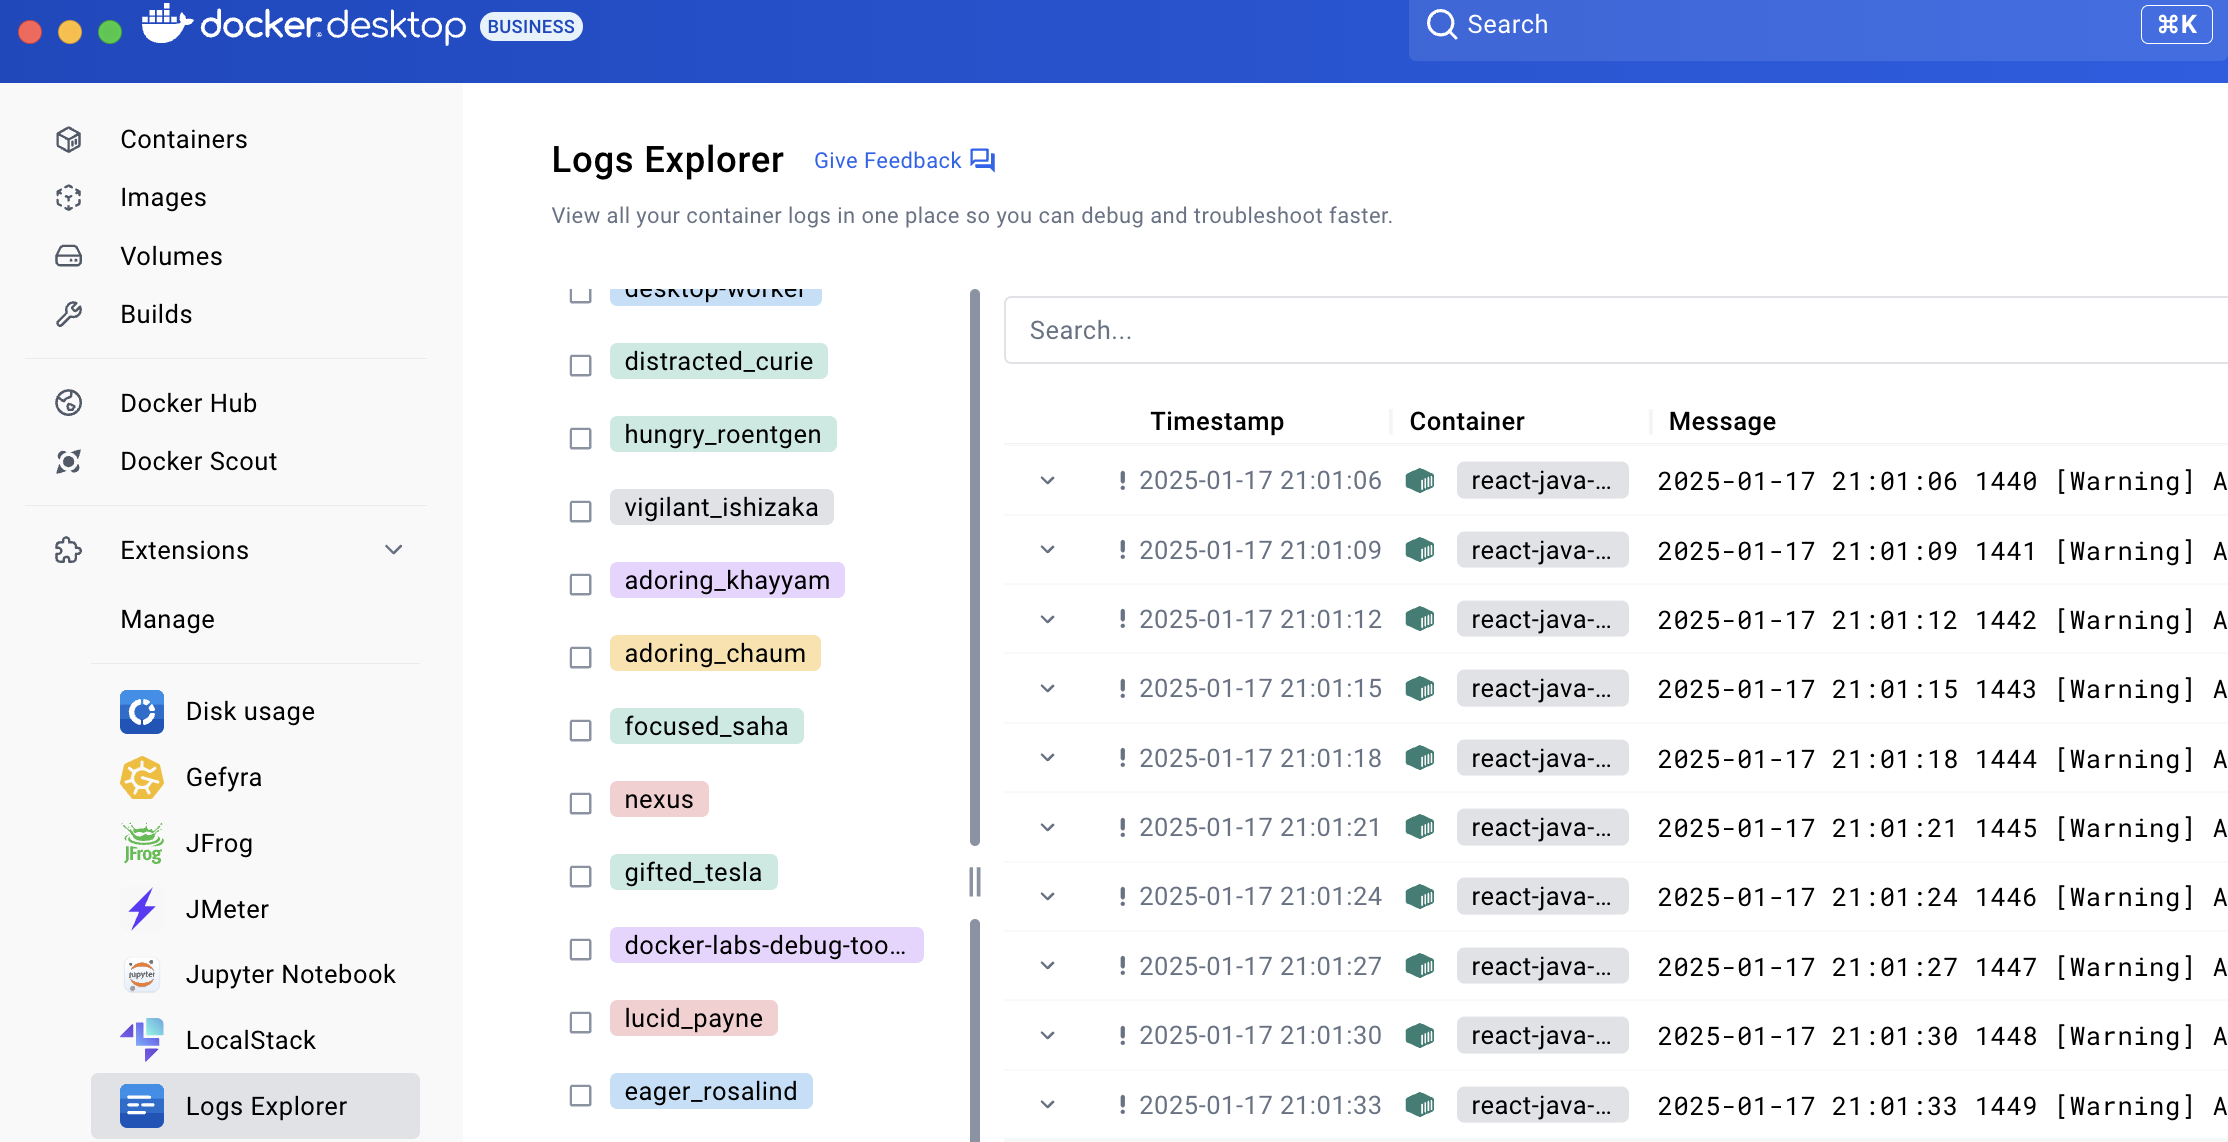 docker.desktop BUSINESS
Search
⌘K
Containers
Images
Volumes
Builds
Docker Hub
Docker Scout
Extensions
Manage
Disk usage
Gefyra
JFrog
JFrog
JMeter
jupyter
Jupyter Notebook
LocalStack
Logs Explorer
Logs Explorer
Give Feedback
View all your container logs in one place so you can debug and troubleshoot faster.
desktop-worker
distracted_curie
hungry_roentgen
vigilant_ishizaka
adoring_khayyam
adoring_chaum
focused_saha
nexus
gifted_tesla
docker-labs-debug-too...
lucid_payne
eager_rosalind
Search...
Timestamp Container Message
! 2025-01-17 21:01:06 react-java-... 2025-01-17 21:01:06 1440 [Warning] A
! 2025-01-17 21:01:09 react-java-... 2025-01-17 21:01:09 1441 [Warning] A
! 2025-01-17 21:01:12 react-java-... 2025-01-17 21:01:12 1442 [Warning] A
! 2025-01-17 21:01:15 react-java-... 2025-01-17 21:01:15 1443 [Warning] A
! 2025-01-17 21:01:18 react-java-... 2025-01-17 21:01:18 1444 [Warning] A
! 2025-01-17 21:01:21 react-java-... 2025-01-17 21:01:21 1445 [Warning] A
! 2025-01-17 21:01:24 react-java-... 2025-01-17 21:01:24 1446 [Warning] A
! 2025-01-17 21:01:27 react-java-... 2025-01-17 21:01:27 1447 [Warning] A
! 2025-01-17 21:01:30 react-java-... 2025-01-17 21:01:30 1448 [Warning] A
! 2025-01-17 21:01:33 react-java-... 2025-01-17 21:01:33 1449 [Warning] A